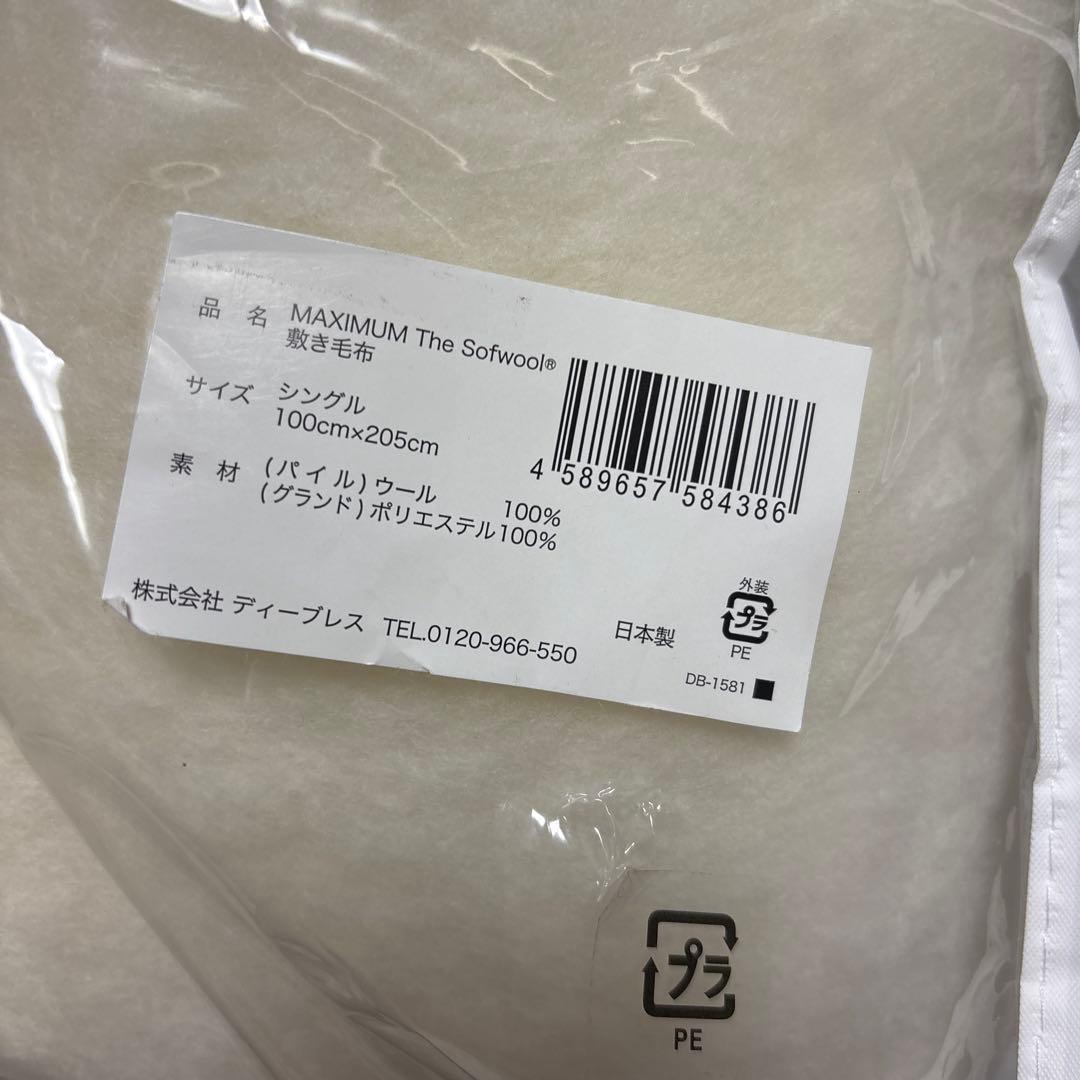 品 名 MAXIMUM The Sofwool®
敷き毛布
サイズ シングル
100cm×205cm
素 材 (パイル)ウール 100%
(グランド)ポリエステル100%
4 589657 584386
株式会社 ディーブレス TEL.0120-966-550
日本製
外装
プラ
PE
DB-1581
プラ
PE